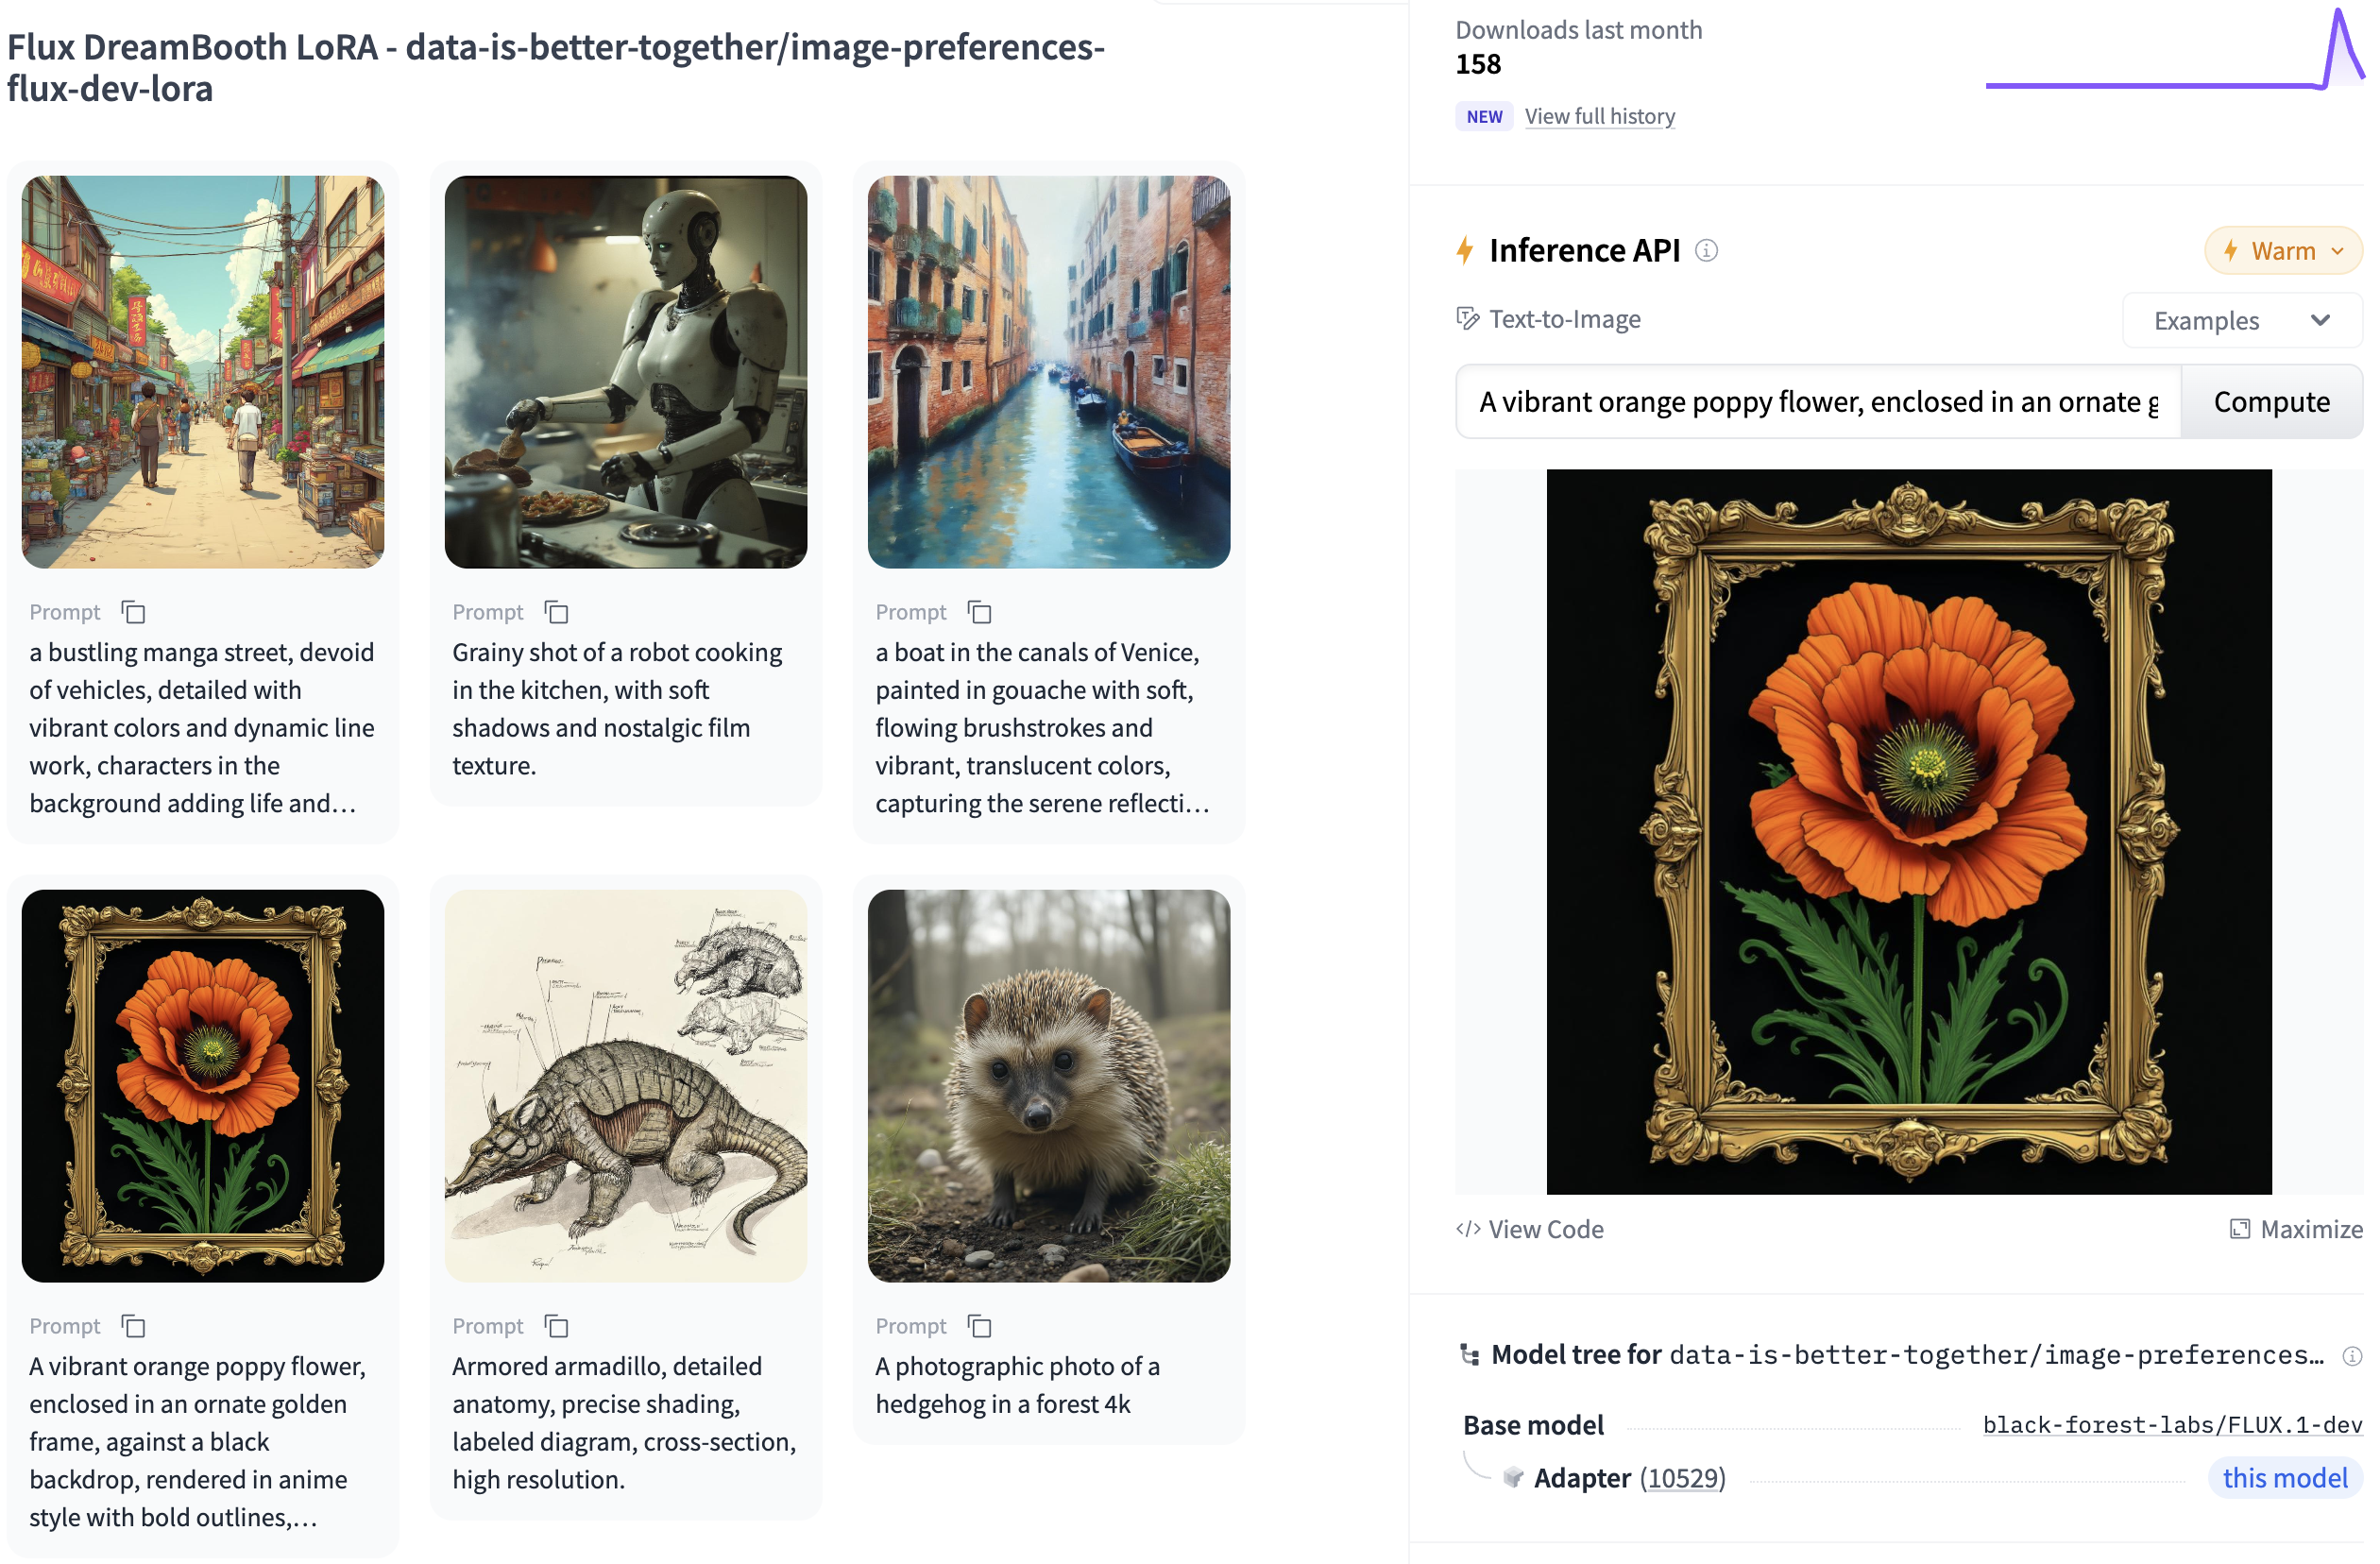 Flux DreamBooth LoRA - data-is-better-together/image-preferences-
flux-dev-lora
Prompt
a bustling manga street, devoid
of vehicles, detailed with
vibrant colors and dynamic line
work, characters in the
background adding life and…
Prompt
Grainy shot of a robot cooking
in the kitchen, with soft
shadows and nostalgic film
texture.
Prompt
a boat in the canals of Venice,
painted in gouache with soft,
flowing brushstrokes and
vibrant, translucent colors,
capturing the serene reflecti…
Prompt
A vibrant orange poppy flower,
enclosed in an ornate golden
frame, against a black
backdrop, rendered in anime
style with bold outlines,…
Prompt
Armored armadillo, detailed
anatomy, precise shading,
labeled diagram, cross-section,
high resolution.
Prompt
A photographic photo of a
hedgehog in a forest 4k
Downloads last month
158
NEW View full history
Inference API
Warm
Text-to-Image
Examples
A vibrant orange poppy flower, enclosed in an ornate g
Compute
</> View Code
Maximize
Model tree for data-is-better-together/image-preferences…
Base model black-forest-labs/FLUX.1-dev
Adapter (10529) this model